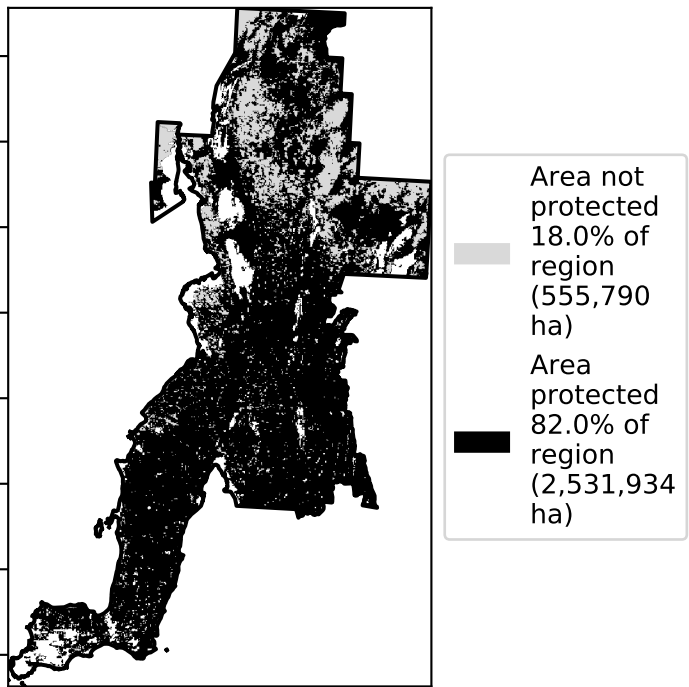 Area not
protected
18.0% of
region
(555,790
ha)
Area
protected
82.0% of
region
(2,531,934
ha)